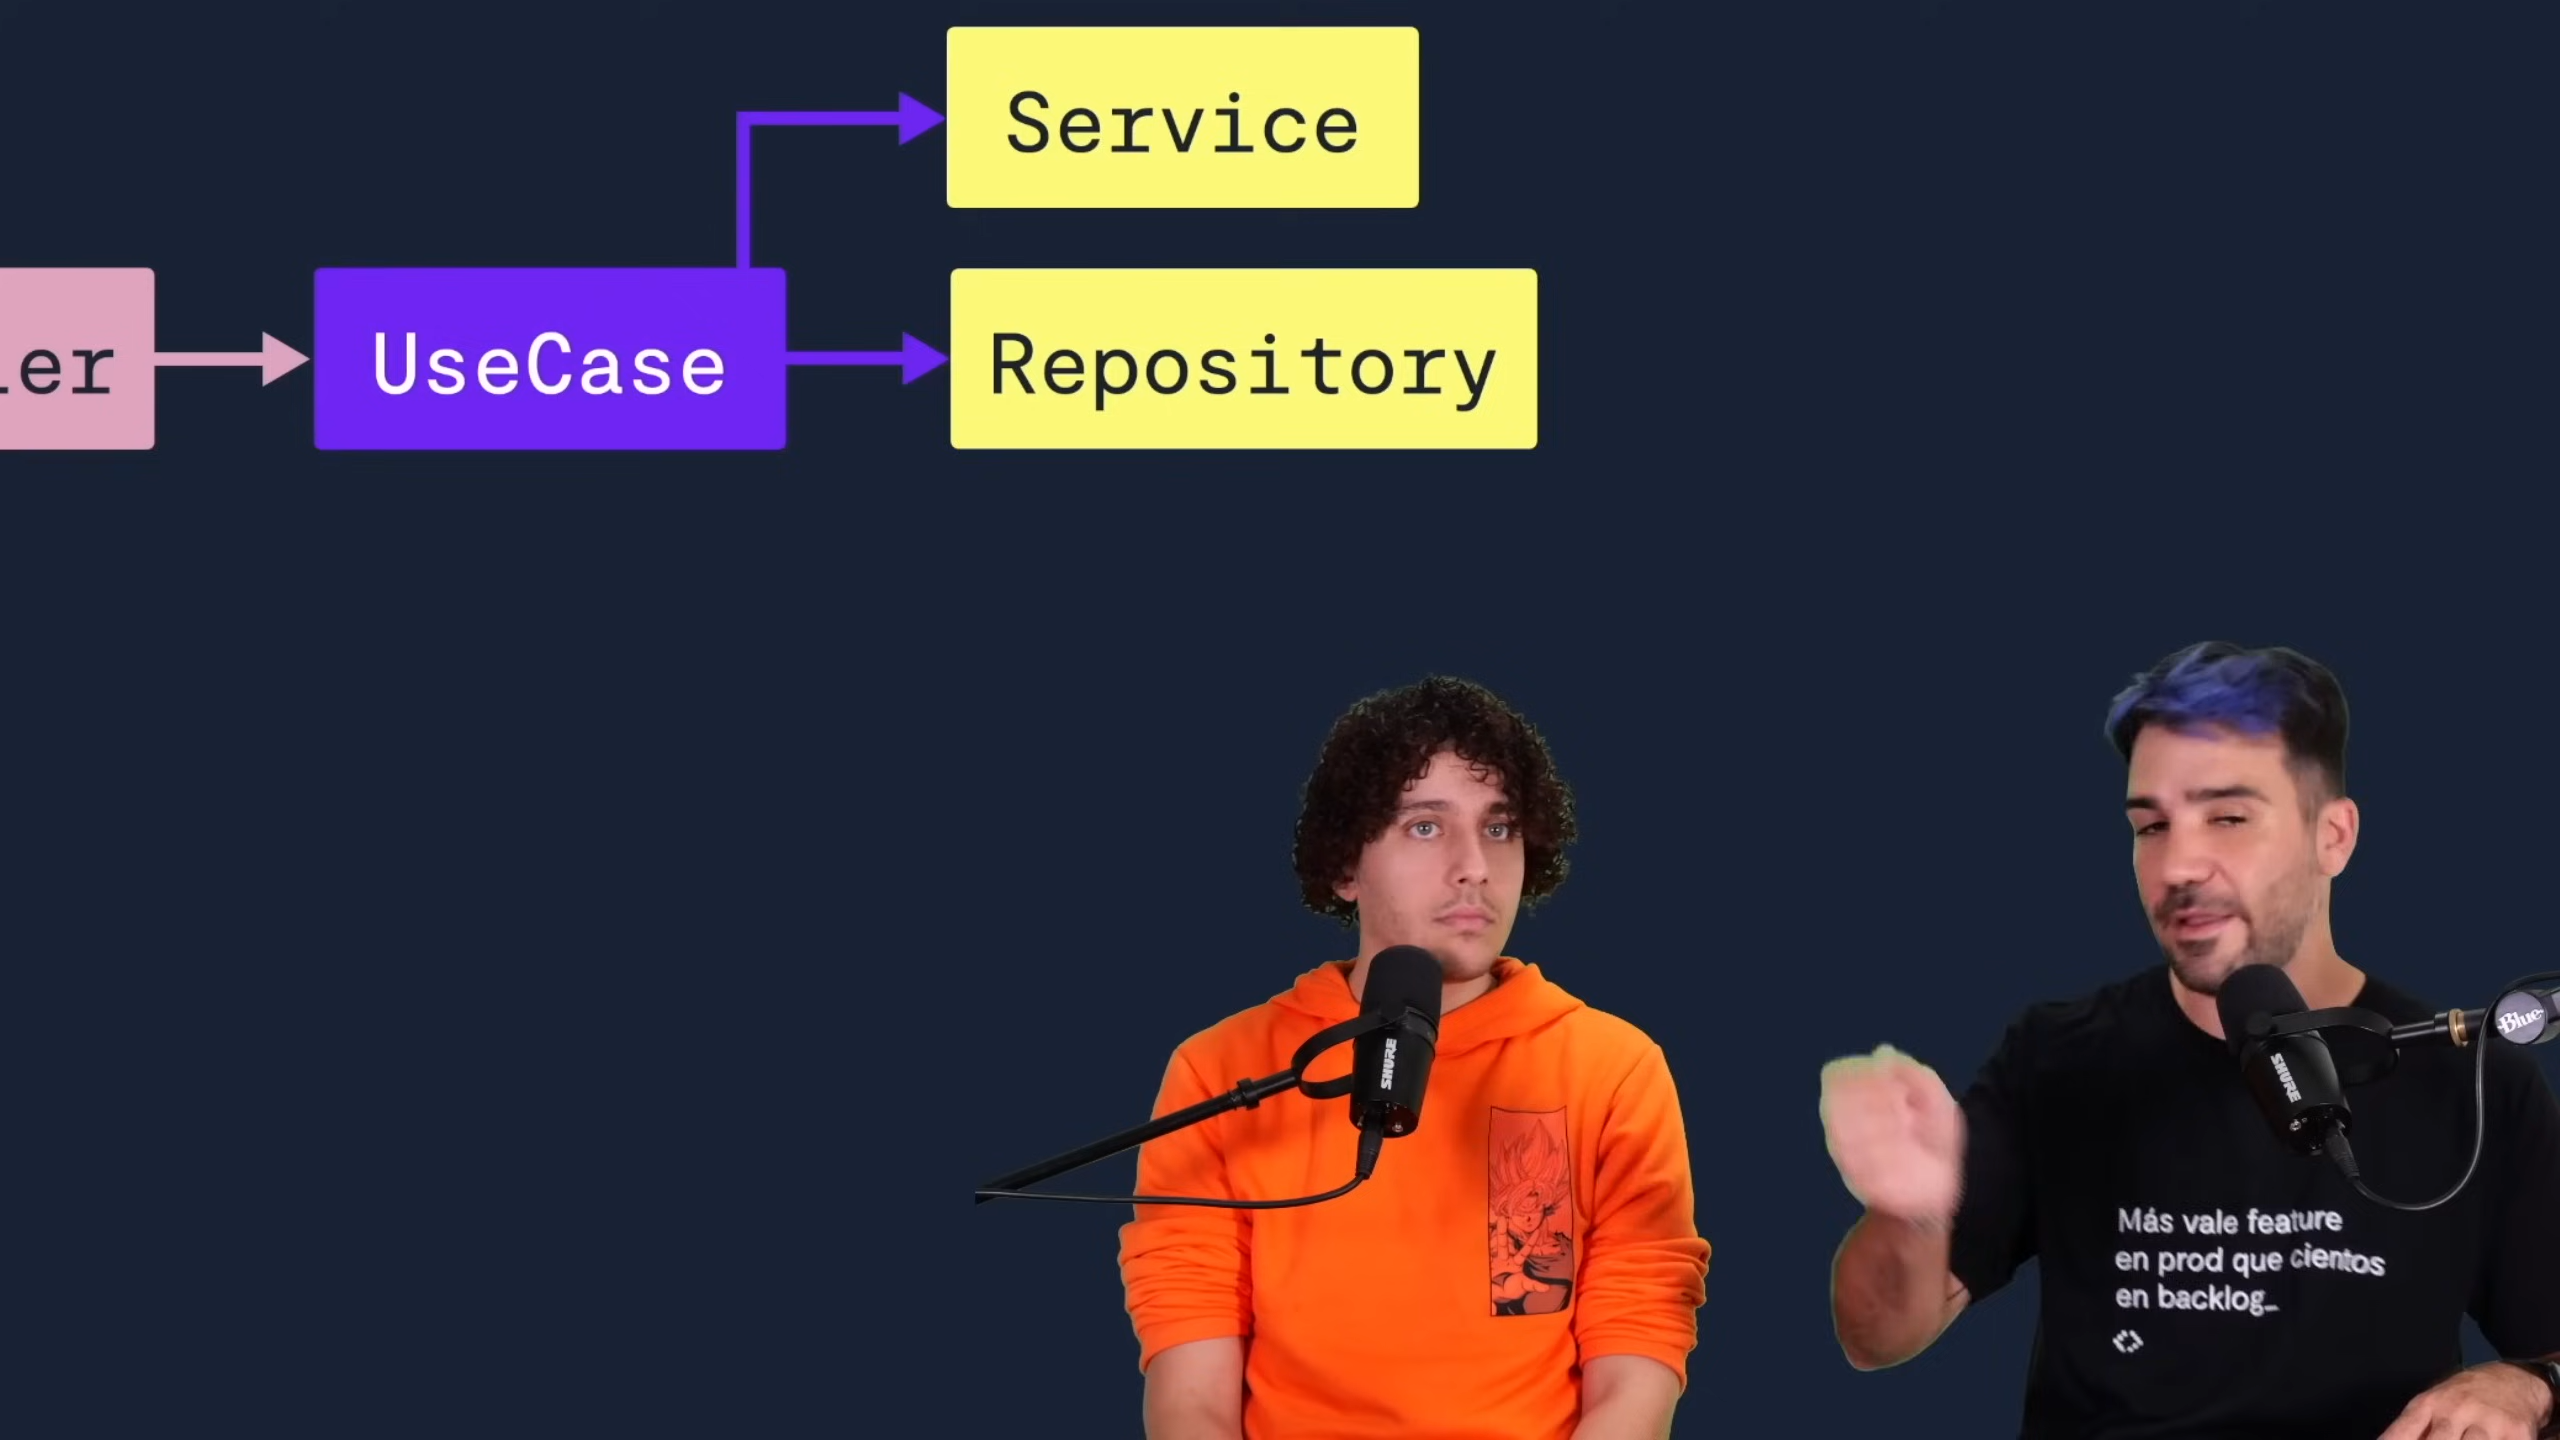 Service
ler
UseCase
Repository
SHURE
Blue
SHURE
Más vale feature
en prod que cientos
en backlog_